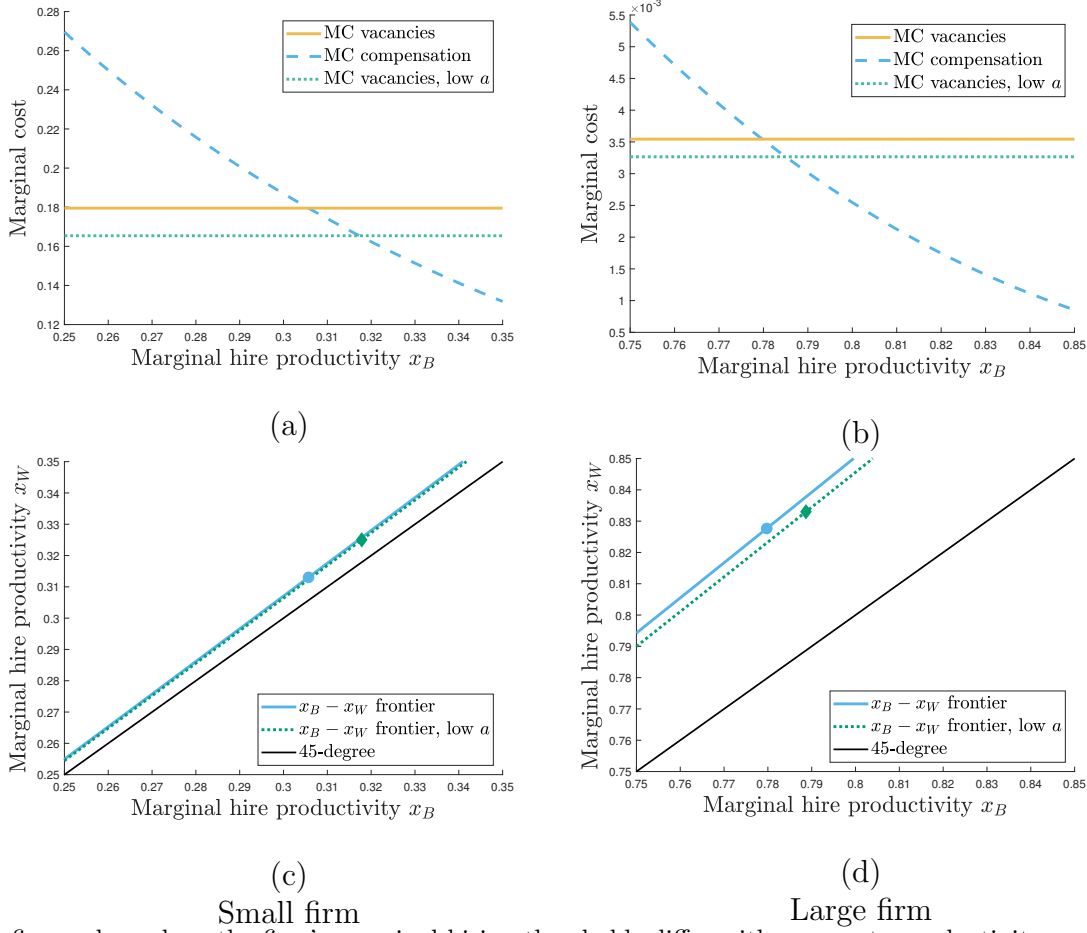 0.28
0.26
0.24
0.22
0.2
0.18
0.16
0.14
0.12
Marginal cost
MC vacancies
MC compensation
MC vacancies, low a
0.25 0.26 0.27 0.28 0.29 0.3 0.31 0.32 0.33 0.34 0.35
Marginal hire productivity x_B
(a)
×10⁻³
5.5
5
4.5
4
3.5
3
2.5
2
1.5
1
0.5
Marginal cost
MC vacancies
MC compensation
MC vacancies, low a
0.75 0.76 0.77 0.78 0.79 0.8 0.81 0.82 0.83 0.84 0.85
Marginal hire productivity x_B
(b)
0.35
0.34
0.33
0.32
0.31
0.3
0.29
0.28
0.27
0.26
0.25
Marginal hire productivity x_W
x_B − x_W frontier
x_B − x_W frontier, low a
45-degree
0.25 0.26 0.27 0.28 0.29 0.3 0.31 0.32 0.33 0.34 0.35
Marginal hire productivity x_B
(c)
Small firm
0.85
0.84
0.83
0.82
0.81
0.8
0.79
0.78
0.77
0.76
0.75
Marginal hire productivity x_W
x_B − x_W frontier
x_B − x_W frontier, low a
45-degree
0.75 0.76 0.77 0.78 0.79 0.8 0.81 0.82 0.83 0.84 0.85
Marginal hire productivity x_B
(d)
Large firm